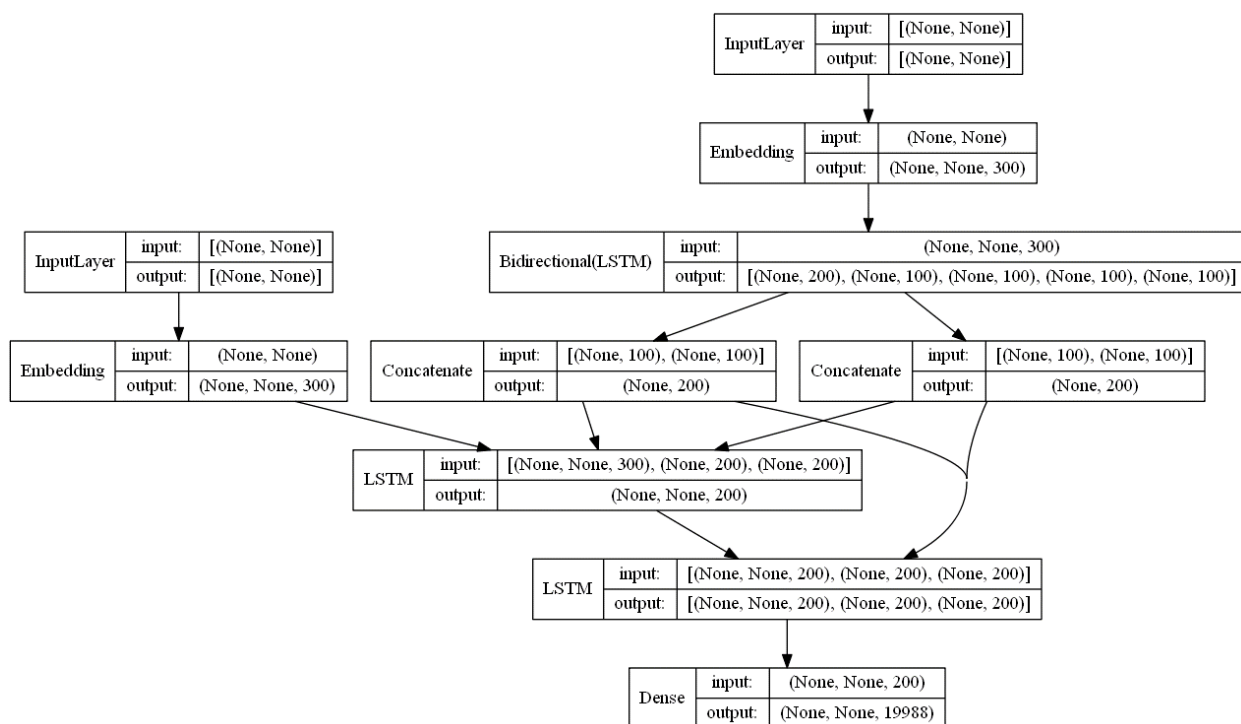 InputLayer
input: [(None, None)]
output: [(None, None)]
Embedding
input: (None, None)
output: (None, None, 300)
InputLayer
input: [(None, None)]
output: [(None, None)]
Bidirectional(LSTM)
input: (None, None, 300)
output: [(None, 200), (None, 100), (None, 100), (None, 100), (None, 100)]
Embedding
input: (None, None)
output: (None, None, 300)
Concatenate
input: [(None, 100), (None, 100)]
output: (None, 200)
Concatenate
input: [(None, 100), (None, 100)]
output: (None, 200)
LSTM
input: [(None, None, 300), (None, 200), (None, 200)]
output: (None, None, 200)
LSTM
input: [(None, None, 200), (None, 200), (None, 200)]
output: [(None, None, 200), (None, 200), (None, 200)]
Dense
input: (None, None, 200)
output: (None, None, 19988)